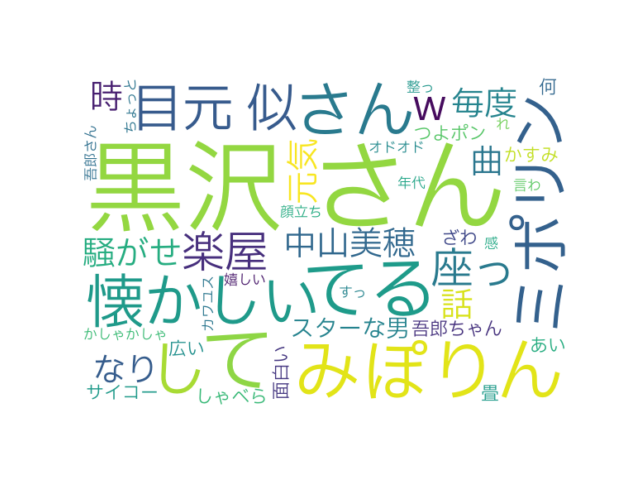 黒沢さん
さん
目元
似
w
毎度
時
ちょっと
整っ
何
吾郎さん
元気
オドオド
つよポン
れ
曲
かすみ
ミポリン
顔立ち
年代
言わ
騒がせ
楽屋
中山美穂
ざわ
感
座っ
懐かしい
てる
カワユス
嬉しい
すっ
話
かしゃかしゃ
スターな男
吾郎ちゃん
なり
広い
して
面白い
みぽりん
あい
サイコー
しゃべら
畳